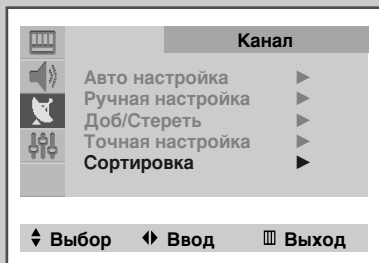 Канал
Авто настройка ▶
Ручная настройка ▶
Доб/Стереть ▶
Точная настройка ▶
Сортировка ▶
Выбор Ввод Выход